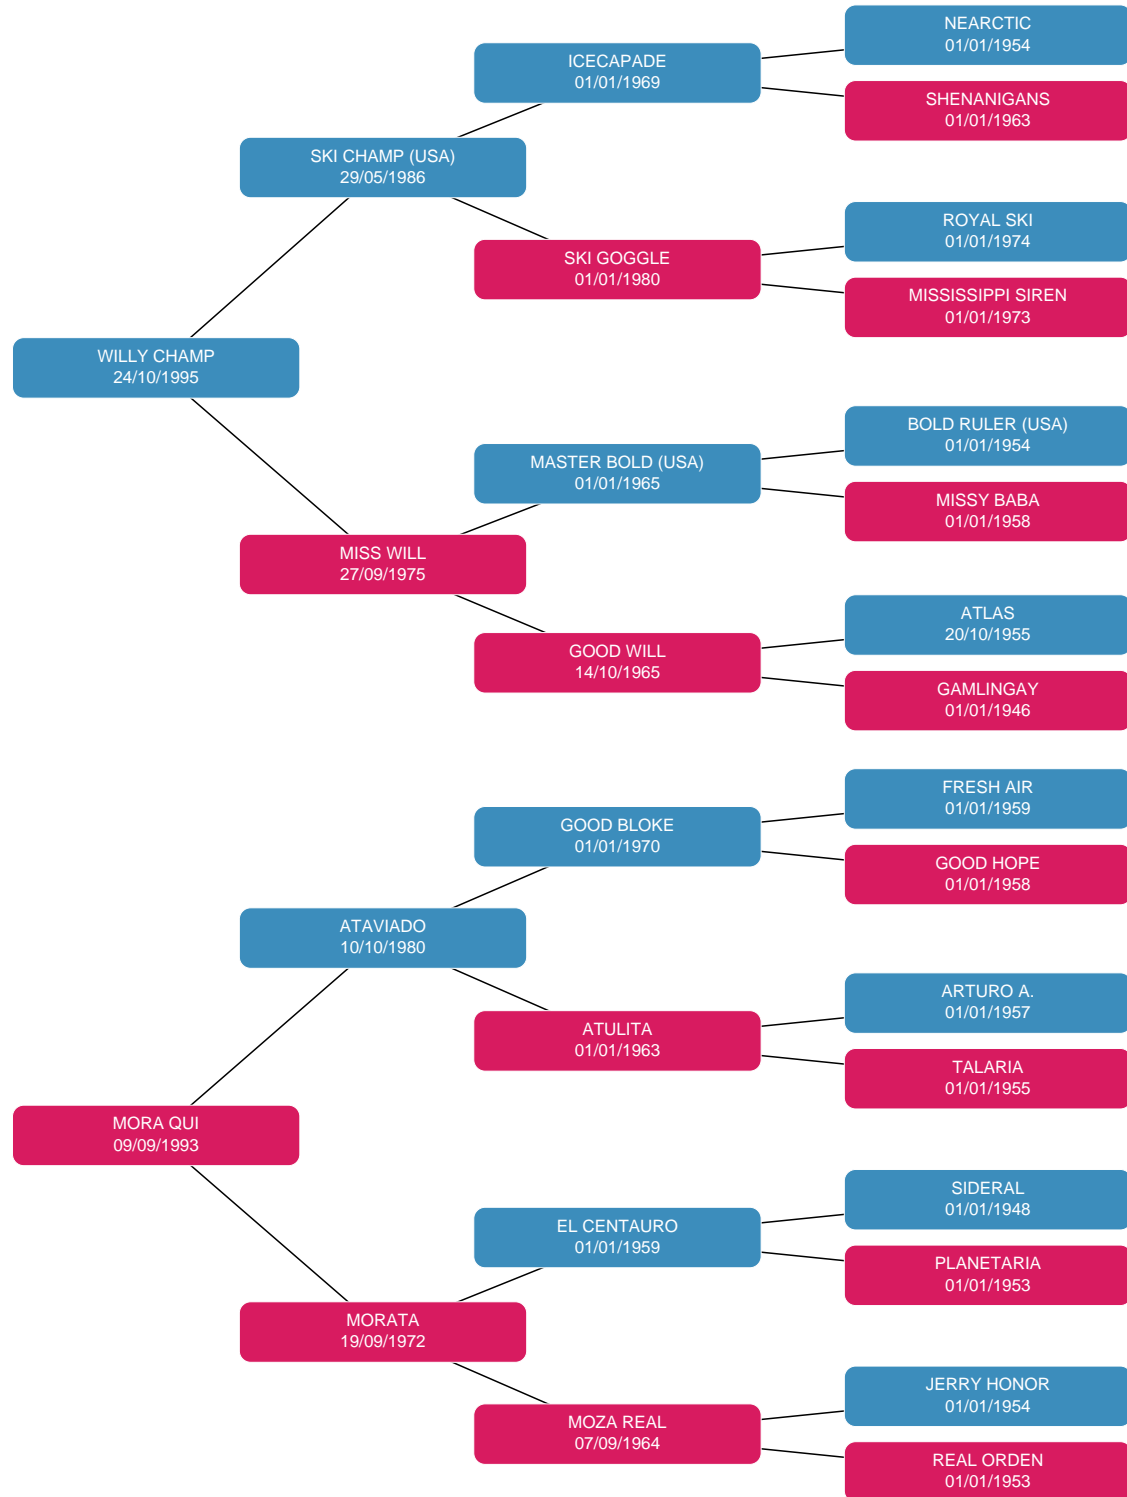 NEARCTIC
01/01/1954
ICECAPADE
01/01/1969
SHENANIGANS
01/01/1963
SKI CHAMP (USA)
29/05/1986
ROYAL SKI
01/01/1974
SKI GOGGLE
01/01/1980
MISSISSIPPI SIREN
01/01/1973
WILLY CHAMP
24/10/1995
BOLD RULER (USA)
01/01/1954
MASTER BOLD (USA)
01/01/1965
MISSY BABA
01/01/1958
MISS WILL
27/09/1975
ATLAS
20/10/1955
GOOD WILL
14/10/1965
GAMLINGAY
01/01/1946
FRESH AIR
01/01/1959
GOOD BLOKE
01/01/1970
GOOD HOPE
01/01/1958
ATAVIADO
10/10/1980
ARTURO A.
01/01/1957
ATULITA
01/01/1963
TALARIA
01/01/1955
MORA QUI
09/09/1993
SIDERAL
01/01/1948
EL CENTAURO
01/01/1959
PLANETARIA
01/01/1953
MORATA
19/09/1972
JERRY HONOR
01/01/1954
MOZA REAL
07/09/1964
REAL ORDEN
01/01/1953